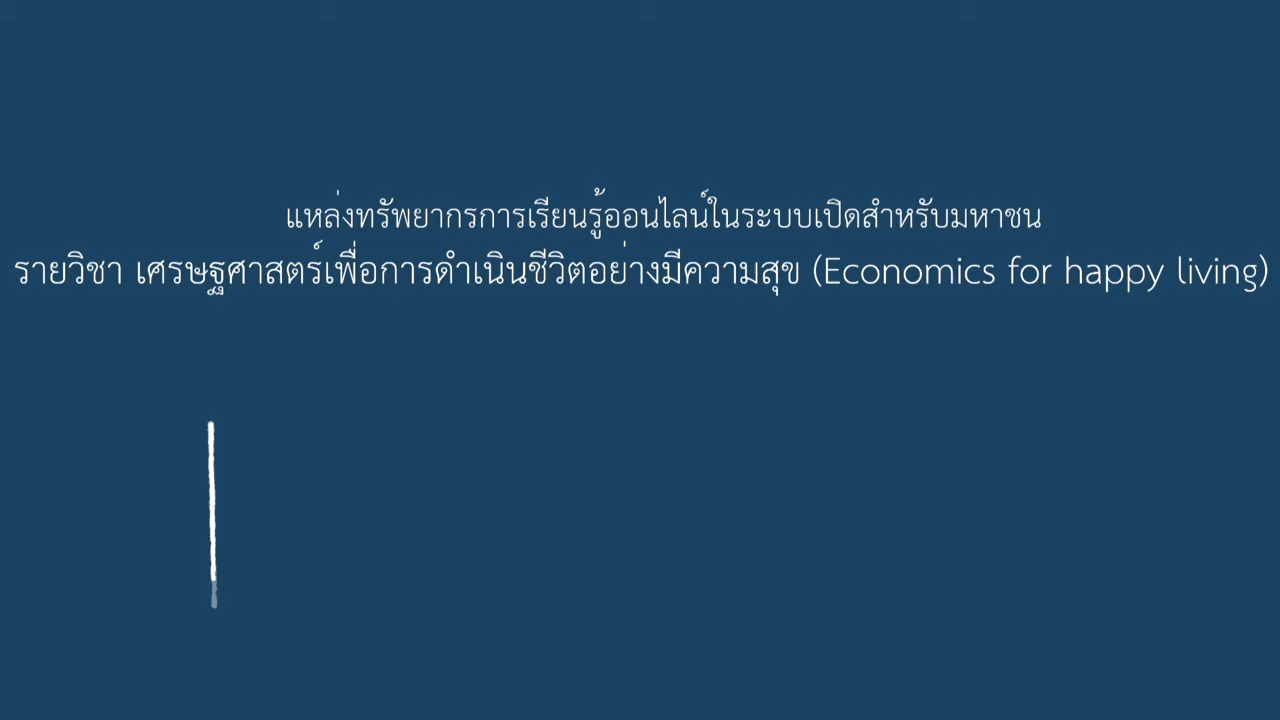 แหล่งทรัพยากรการเรียนรู้ออนไลน์ในระบบเปิดสำหรับมหาชน
รายวิชา เศรษฐศาสตร์เพื่อการดำเนินชีวิตอย่างมีความสุข (Economics for happy living)